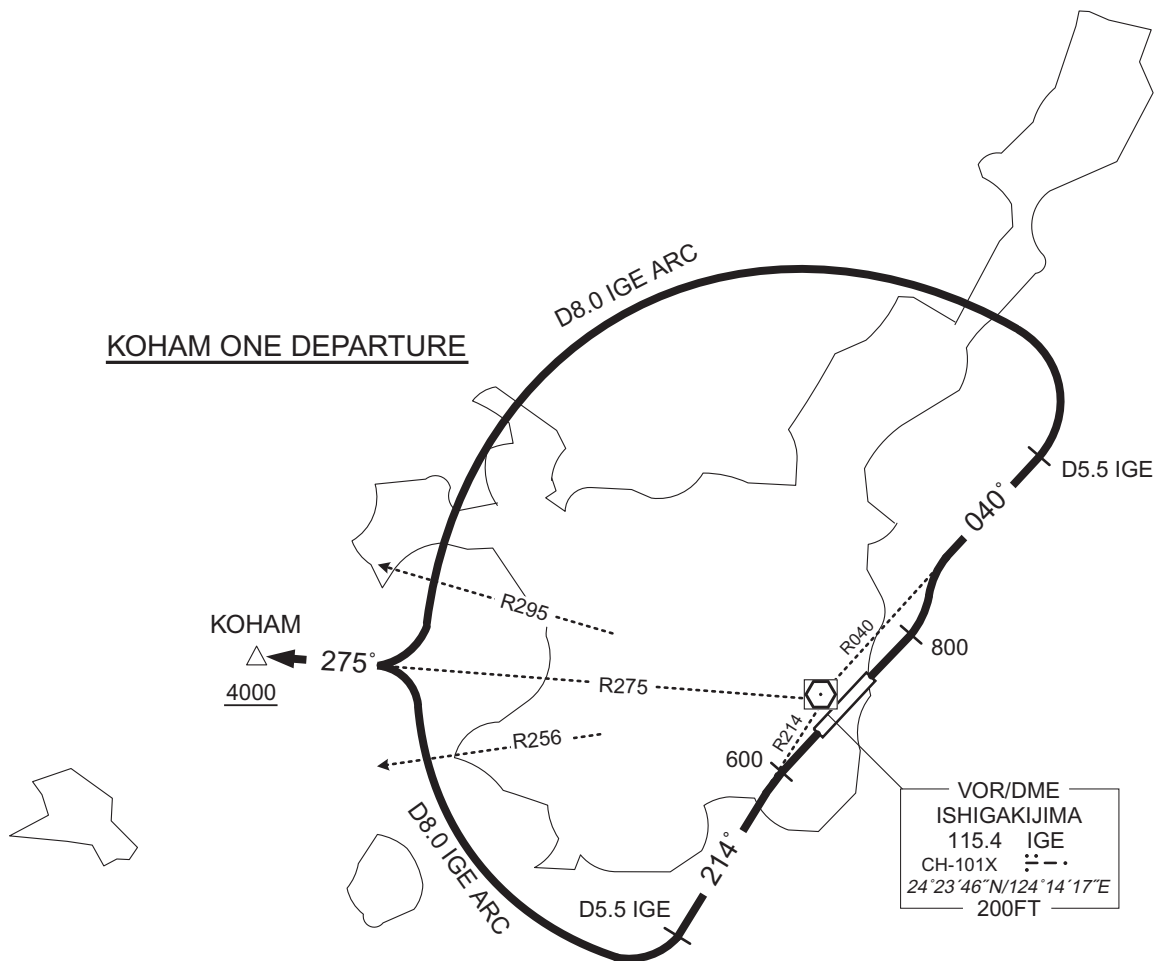 D8.0 IGE ARC
KOHAM ONE DEPARTURE
D5.5 IGE
040°
R295
R040
KOHAM
275°
4000
R275
800
R214
R256
600
D8.0 IGE ARC
214°
D5.5 IGE
VOR/DME
ISHIGAKIJIMA
115.4 IGE
CH-101X
24°23´46˝N/124°14´17˝E
200FT